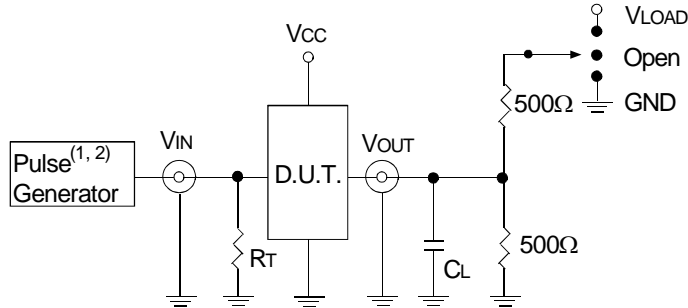 VLOAD
VCC
Open
500Ω
GND
VIN
VOUT
Pulse(1, 2)
Generator
D.U.T.
RT
CL
500Ω